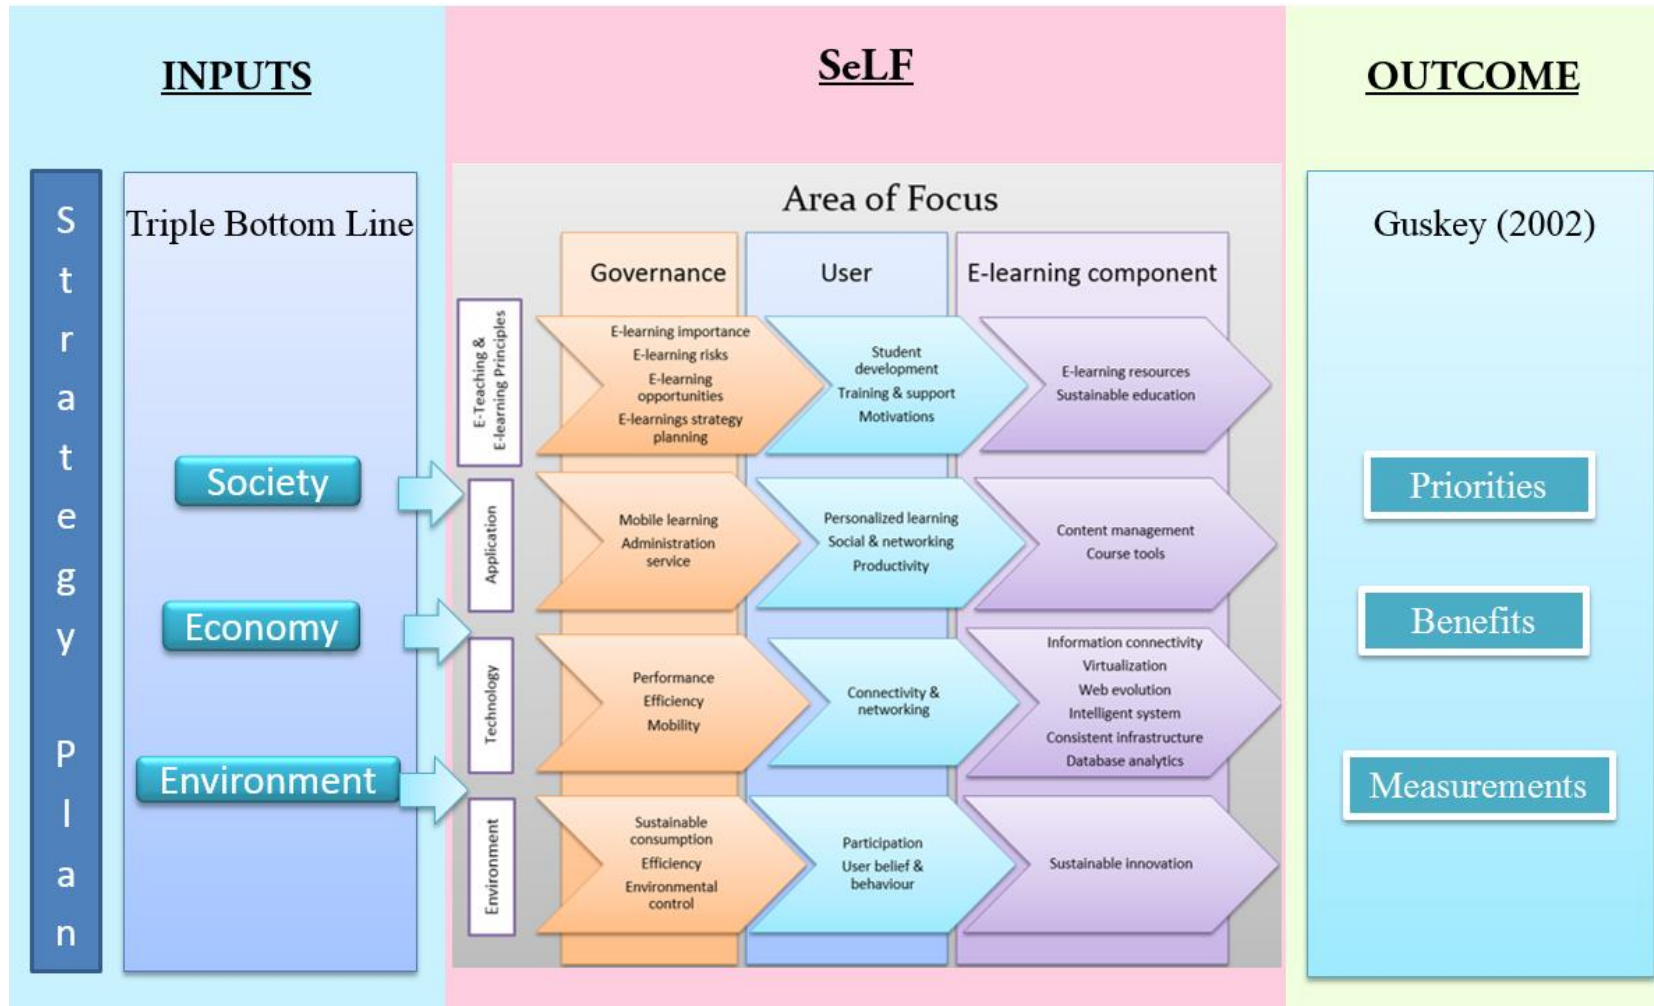 INPUTS
SeLF
OUTCOME
Strategy Plan
Triple Bottom Line
Society
Economy
Environment
Area of Focus
Governance
User
E-learning component
E-Teaching &
E-learning Principles
E-learning importance
E-learning risks
E-learning
opportunities
E-learnings strategy
planning
Student
development
Training & support
Motivations
E-learning resources
Sustainable education
Application
Mobile learning
Administration
service
Personalized learning
Social & networking
Productivity
Content management
Course tools
Technology
Performance
Efficiency
Mobility
Connectivity &
networking
Information connectivity
Virtualization
Web evolution
Intelligent system
Consistent infrastructure
Database analytics
Environment
Sustainable
consumption
Efficiency
Environmental
control
Participation
User belief &
behaviour
Sustainable innovation
Guskey (2002)
Priorities
Benefits
Measurements